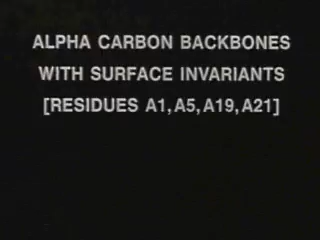 ALPHA CARBON BACKBONES
WITH SURFACE INVARIANTS
[RESIDUES A1, A5, A19, A21]